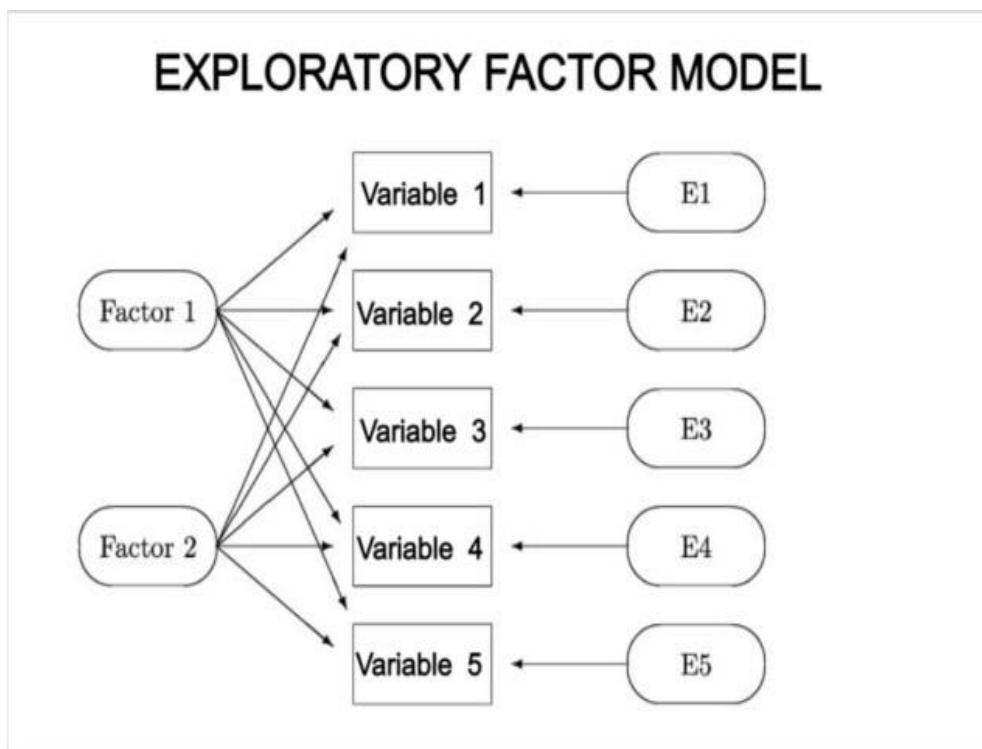 EXPLORATORY FACTOR MODEL
Variable 1
E1
Factor 1
Variable 2
E2
Variable 3
E3
Factor 2
Variable 4
E4
Variable 5
E5